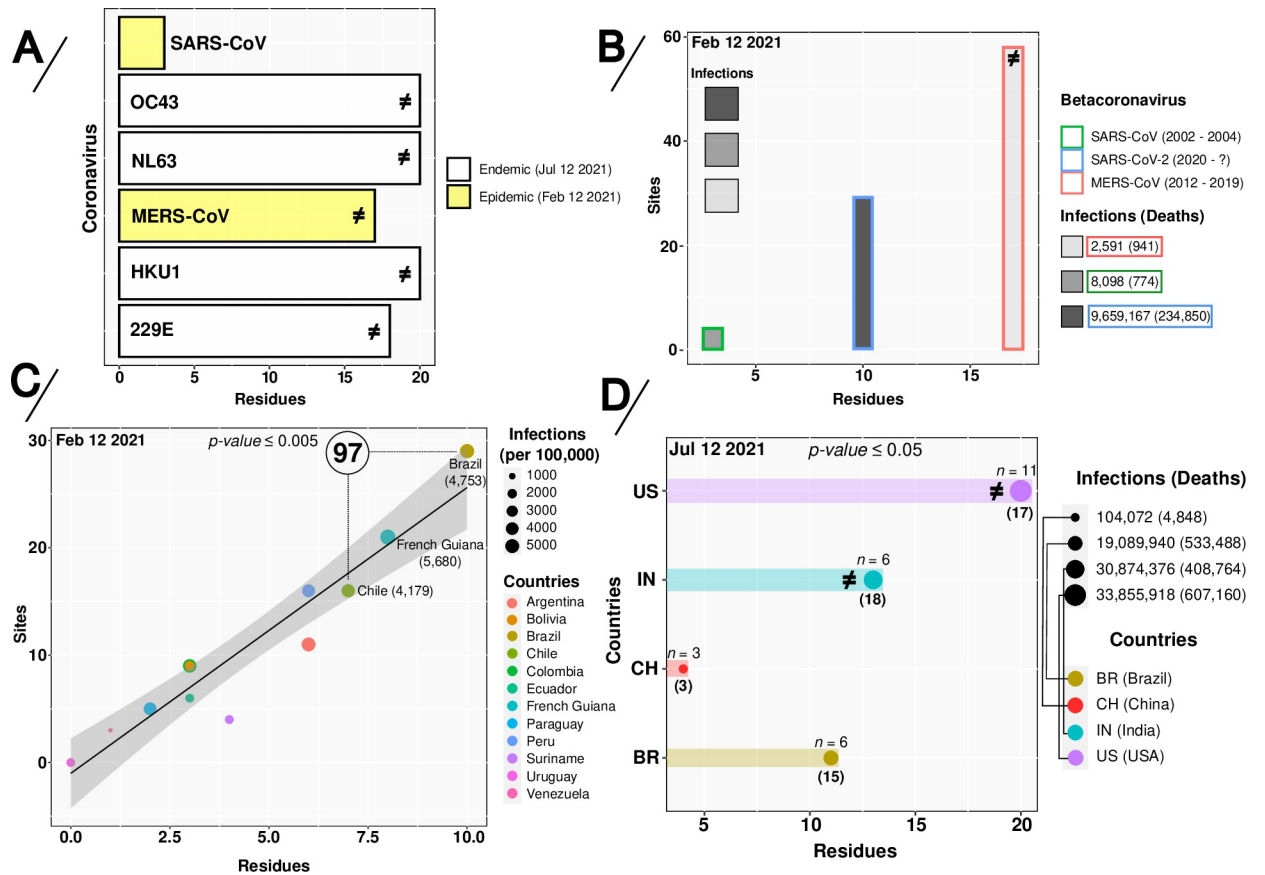 A
SARS-CoV
OC43 ≠
NL63 ≠
MERS-CoV ≠
HKU1 ≠
229E ≠
Coronavirus
0 5 10 15 20
Residues
Endemic (Jul 12 2021)
Epidemic (Feb 12 2021)
B
Feb 12 2021
Infections
≠
60
40
20
0
Sites
5 10 15
Residues
Betacoronavirus
SARS-CoV (2002 - 2004)
SARS-CoV-2 (2020 - ?)
MERS-CoV (2012 - 2019)
Infections (Deaths)
2,591 (941)
8,098 (774)
9,659,167 (234,850)
C
Feb 12 2021
p-value ≤ 0.005
97
Brazil
(4,753)
French Guiana
(5,680)
Chile (4,179)
30
20
10
0
Sites
0.0 2.5 5.0 7.5 10.0
Residues
Infections
(per 100,000)
1000
2000
3000
4000
5000
Countries
Argentina
Bolivia
Brazil
Chile
Colombia
Ecuador
French Guiana
Paraguay
Peru
Suriname
Uruguay
Venezuela
D
Jul 12 2021
p-value ≤ 0.05
US ≠ n = 11
(17)
IN ≠ n = 6
(18)
CH n = 3
(3)
BR n = 6
(15)
Countries
5 10 15 20
Residues
Infections (Deaths)
104,072 (4,848)
19,089,940 (533,488)
30,874,376 (408,764)
33,855,918 (607,160)
Countries
BR (Brazil)
CH (China)
IN (India)
US (USA)